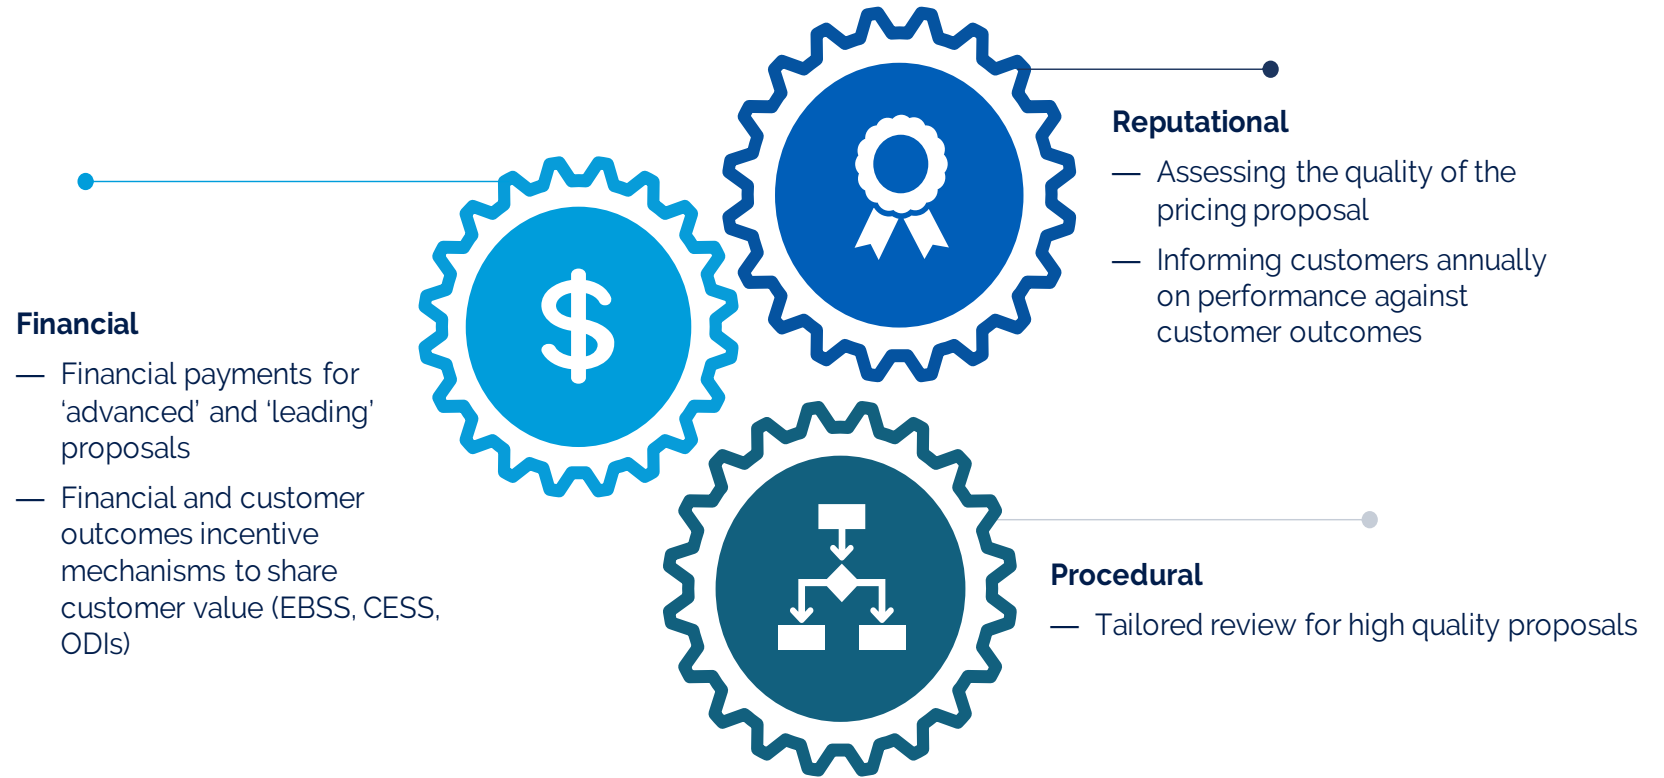 Financial
— Financial payments for
‘advanced’ and ‘leading’
proposals
— Financial and customer
outcomes incentive
mechanisms to share
customer value (EBSS, CESS,
ODIs)
$
Reputational
— Assessing the quality of the
pricing proposal
— Informing customers annually
on performance against
customer outcomes
Procedural
— Tailored review for high quality proposals